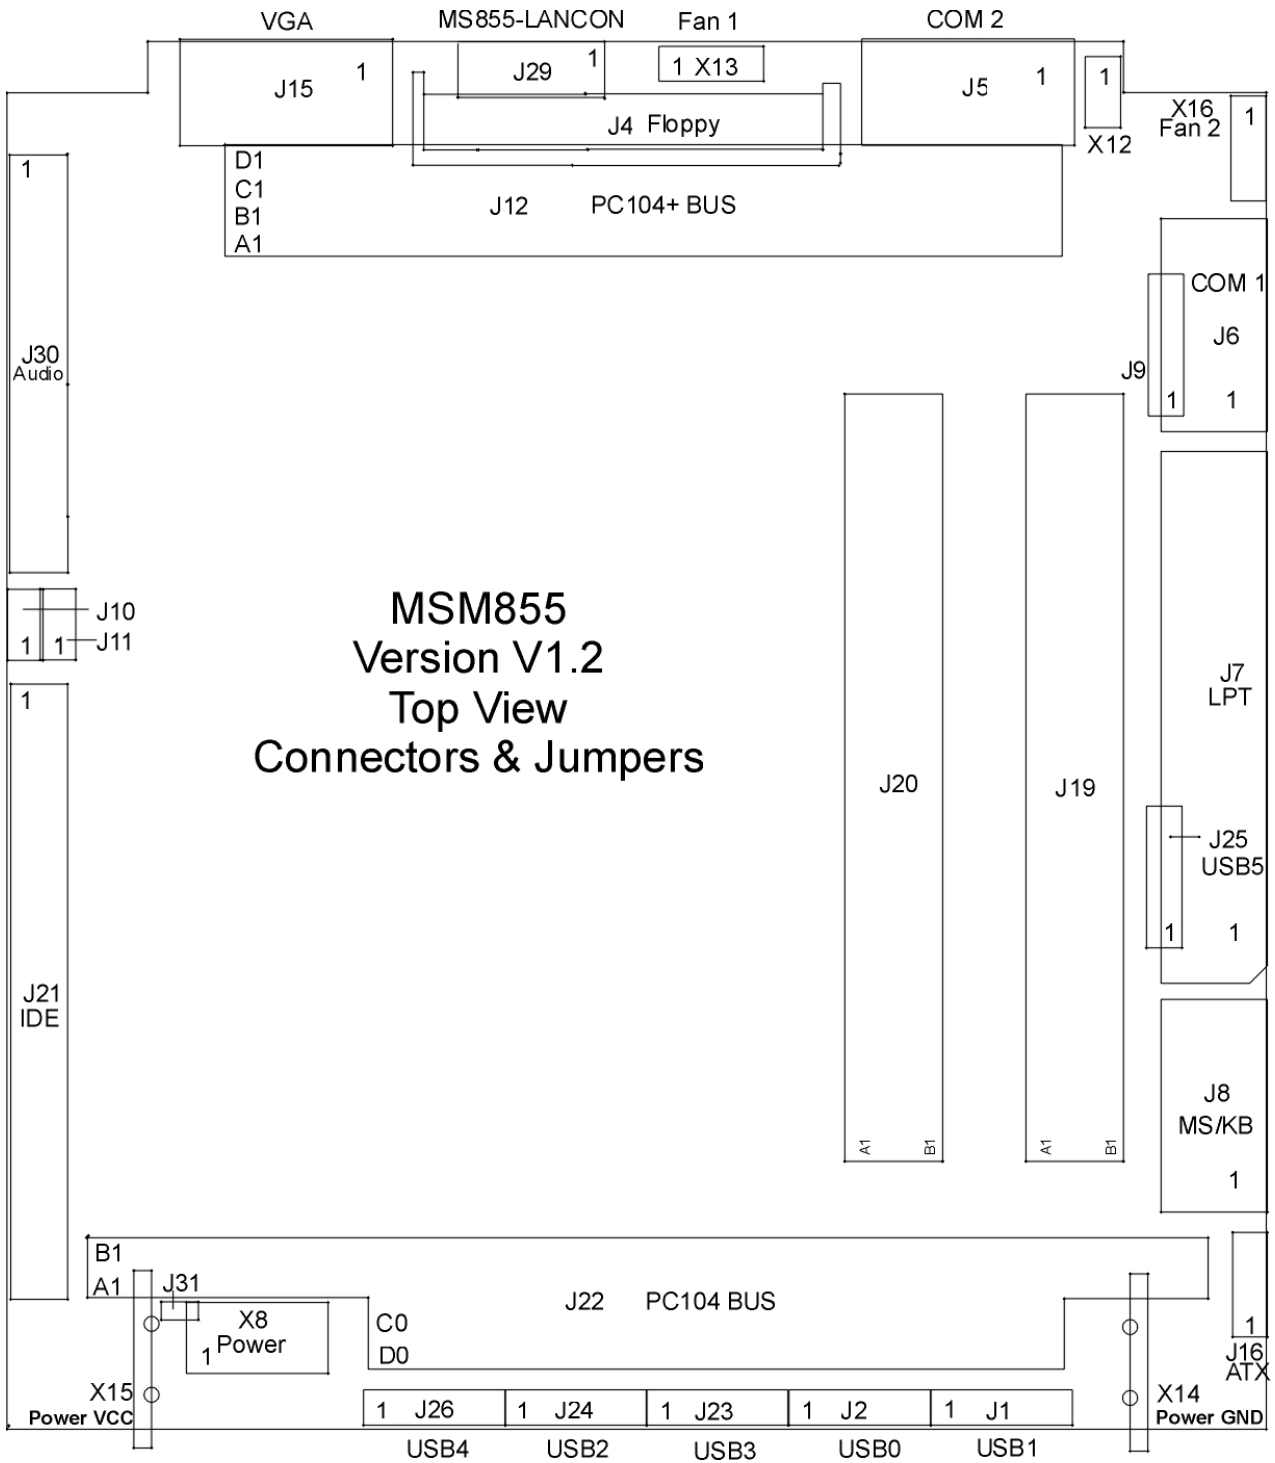 VGA
MS855-LANCON
Fan 1
COM 2
J15
1
J29
1
1 X13
J5
1
1
X12
X16
Fan 2
1
J4 Floppy
D1
C1
B1
A1
J12 PC104+ BUS
1
J30
Audio
COM 1
J6
J9
1
1
J10
J11
1
1
MSM855
Version V1.2
Top View
Connectors & Jumpers
J20
A1
B1
J19
A1
B1
J7
LPT
J25
USB5
1
1
1
J21
IDE
J8
MS/KB
1
B1
A1
J31
X8
Power
1
J22 PC104 BUS
C0
D0
1
J16
ATX
X15
Power VCC
X14
Power GND
1 J26
1 J24
1 J23
1 J2
1 J1
USB4
USB2
USB3
USB0
USB1